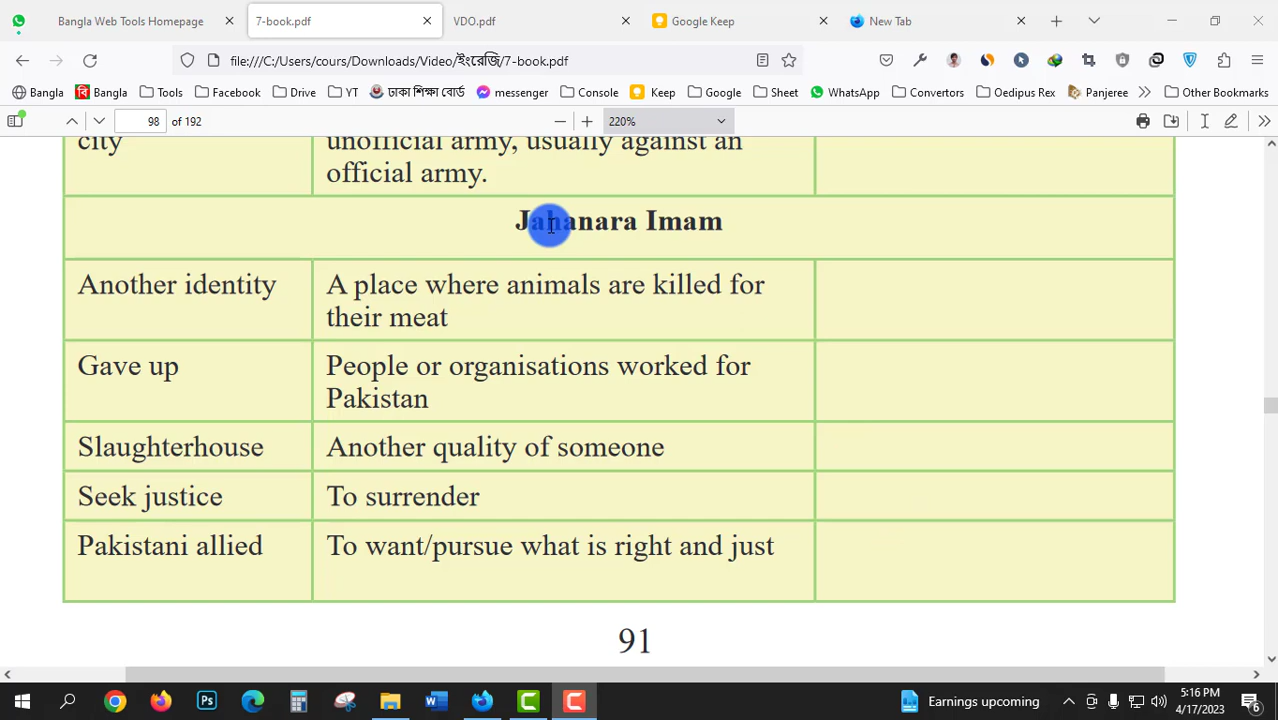 Bangla Web Tools Homepage
7-book.pdf
VDO.pdf
Google Keep
New Tab
file:///C:/Users/cours/Downloads/Video/ইংরেজি/7-book.pdf
Bangla
Bangla
Tools
Facebook
Drive
YT
ঢাকা শিক্ষা বোর্ড
messenger
Console
Keep
Google
Sheet
WhatsApp
Convertors
Oedipus Rex
Panjeree
Other Bookmarks
98 of 192
220%
city
unofficial army, usually against an
official army.
Jahanara Imam
Another identity
A place where animals are killed for
their meat
Gave up
People or organisations worked for
Pakistan
Slaughterhouse
Another quality of someone
Seek justice
To surrender
Pakistani allied
To want/pursue what is right and just
91
Earnings upcoming
5:16 PM
4/17/2023
6